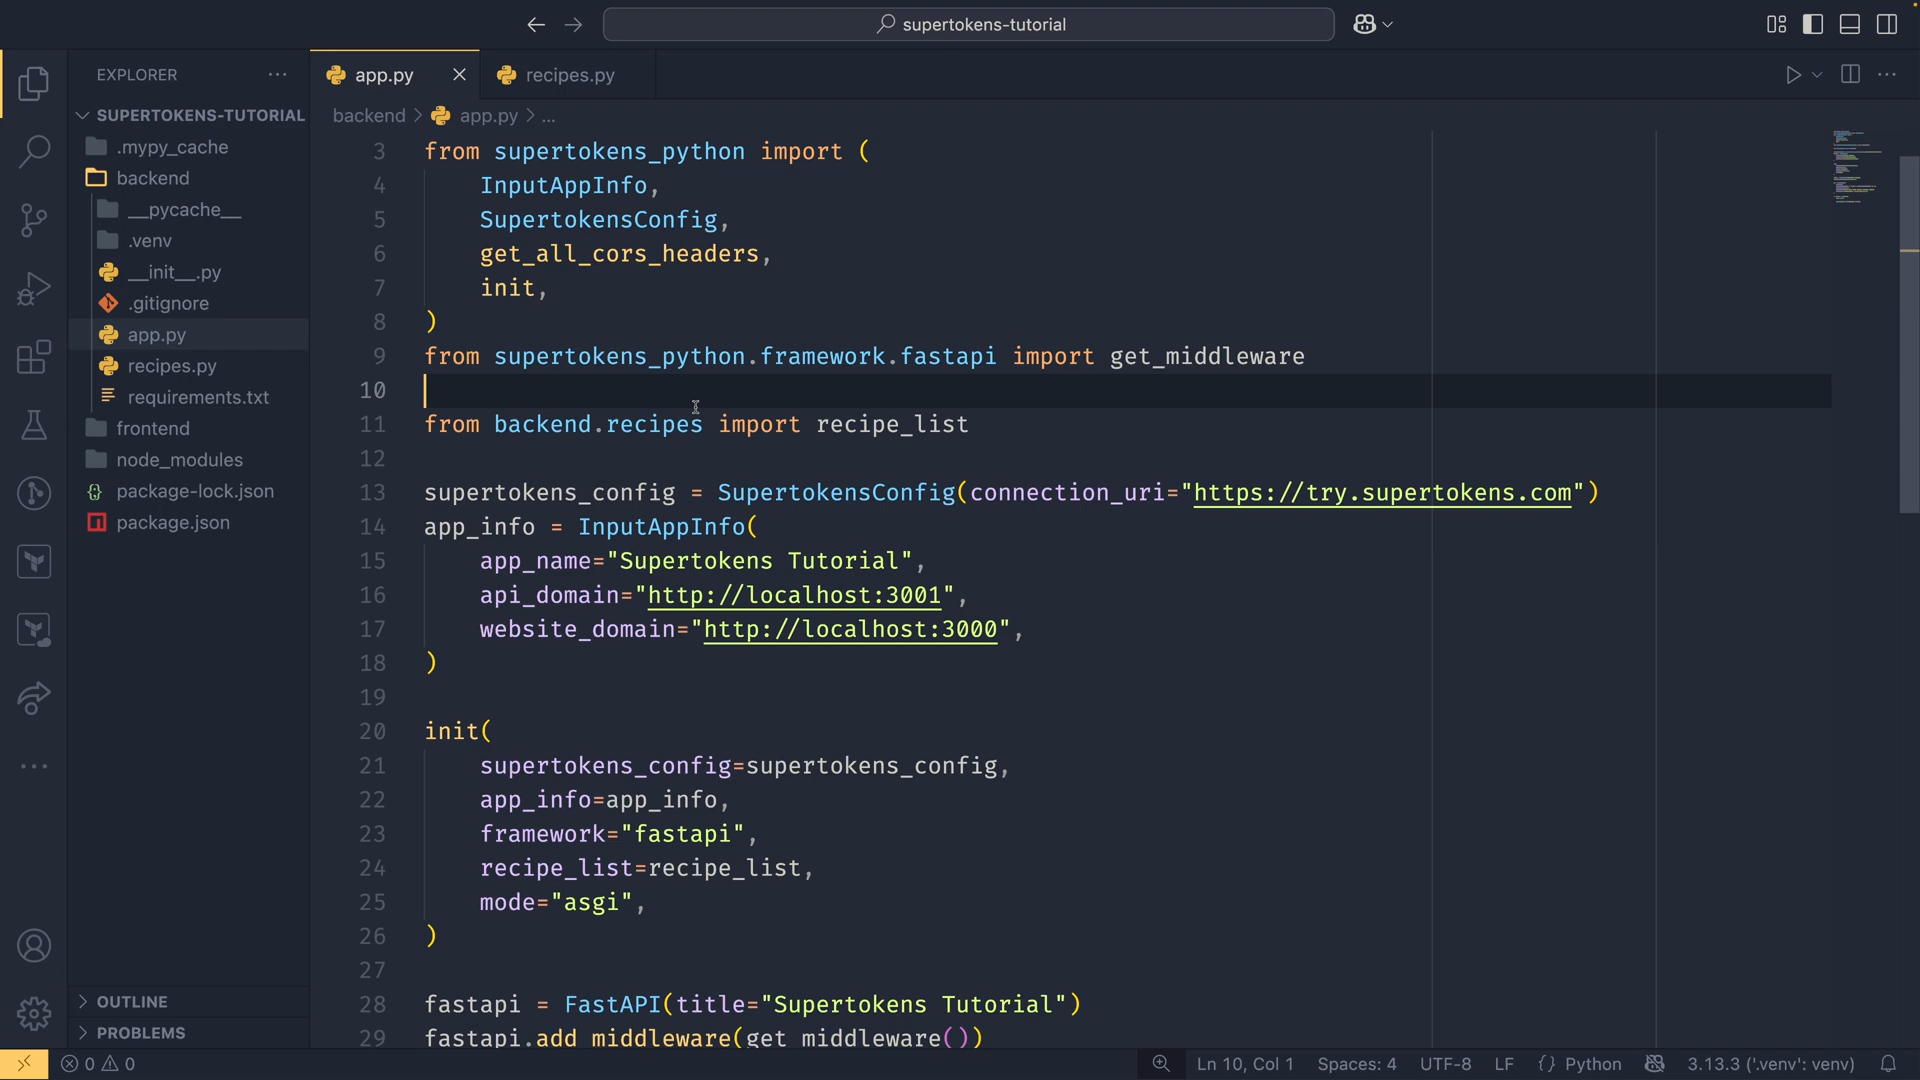 supertokens-tutorial
EXPLORER
app.py
recipes.py
SUPERTOKENS-TUTORIAL
.mypy_cache
backend
__pycache__
.venv
__init__.py
.gitignore
app.py
recipes.py
requirements.txt
frontend
node_modules
package-lock.json
package.json
OUTLINE
PROBLEMS
backend > app.py > ...
3 from supertokens_python import (
4 InputAppInfo,
5 SupertokensConfig,
6 get_all_cors_headers,
7 init,
8 )
9 from supertokens_python.framework.fastapi import get_middleware
10
11 from backend.recipes import recipe_list
12
13 supertokens_config = SupertokensConfig(connection_uri="https://try.supertokens.com")
14 app_info = InputAppInfo(
15 app_name="Supertokens Tutorial",
16 api_domain="http://localhost:3001",
17 website_domain="http://localhost:3000",
18 )
19
20 init(
21 supertokens_config=supertokens_config,
22 app_info=app_info,
23 framework="fastapi",
24 recipe_list=recipe_list,
25 mode="asgi",
26 )
27
28 fastapi = FastAPI(title="Supertokens Tutorial")
29 fastapi.add_middleware(get_middleware())
0 0 Ln 10, Col 1 Spaces: 4 UTF-8 LF {} Python 3.13.3 ('.venv': venv)